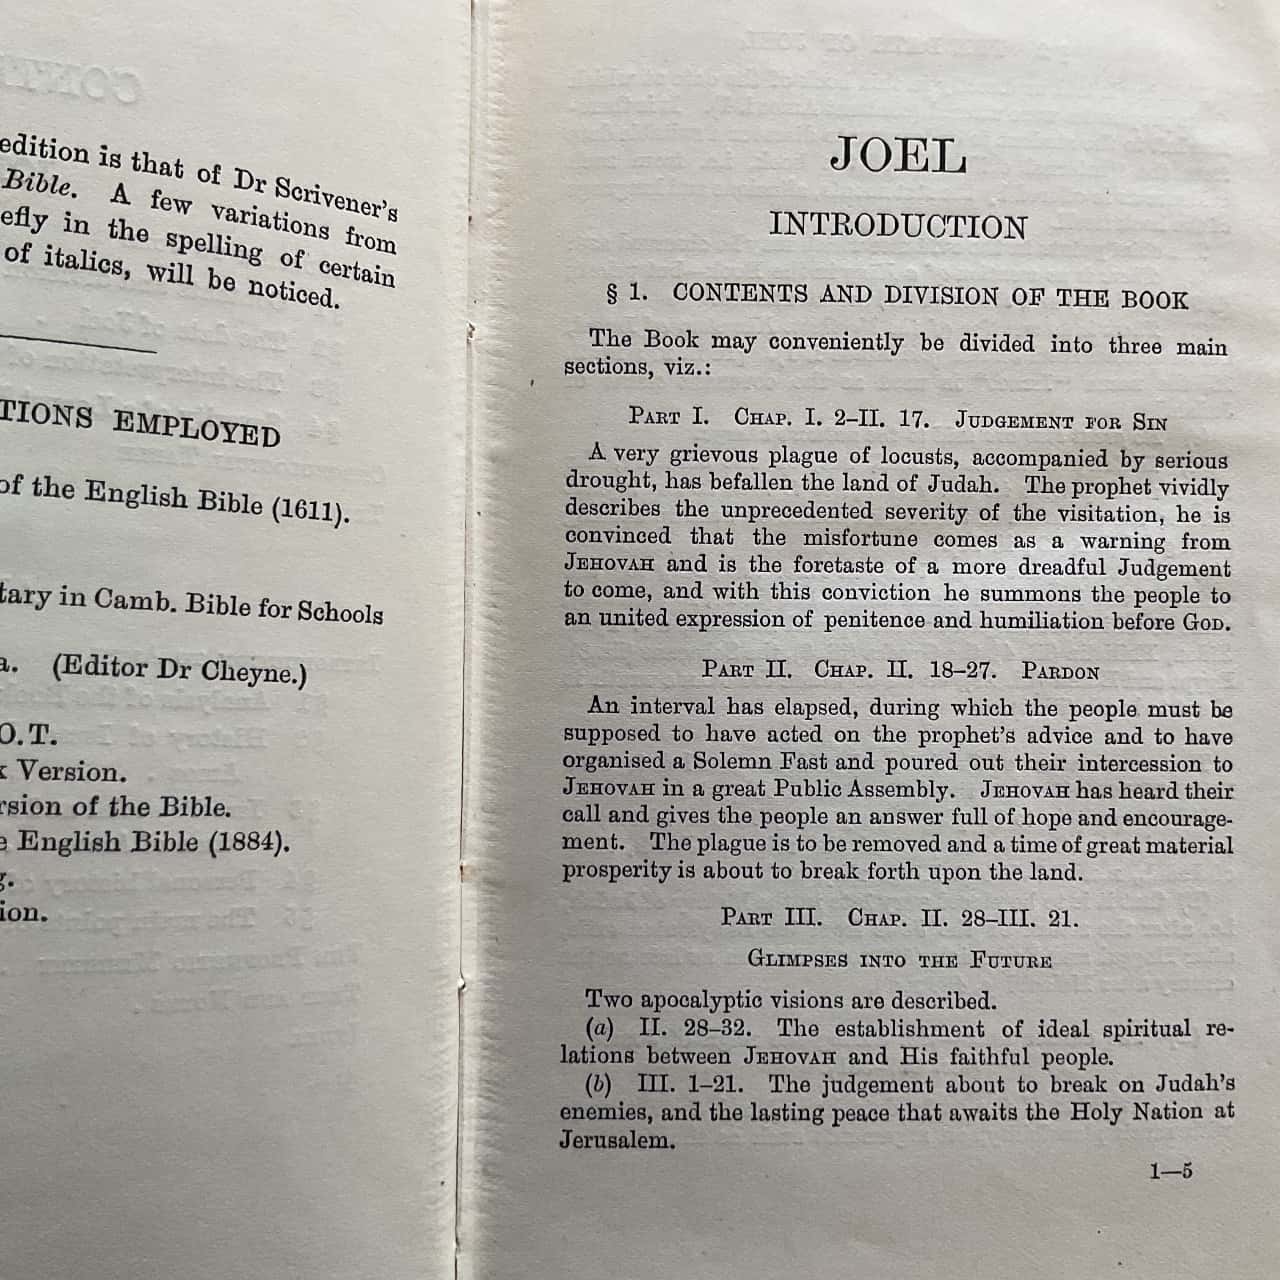 edition is that of Dr Scrivener's
Bible. A few variations from
efly in the spelling of certain
of italics, will be noticed.
TIONS EMPLOYED
of the English Bible (1611).
tary in Camb. Bible for Schools
a. (Editor Dr Cheyne.)
O.T.
Version.
rsion of the Bible.
e English Bible (1884).
g.
ion.
JOEL
INTRODUCTION
§ 1. CONTENTS AND DIVISION OF THE BOOK
The Book may conveniently be divided into three main
sections, viz.:
PART I. CHAP. I. 2–II. 17. JUDGEMENT FOR SIN
A very grievous plague of locusts, accompanied by serious
drought, has befallen the land of Judah. The prophet vividly
describes the unprecedented severity of the visitation, he is
convinced that the misfortune comes as a warning from
JEHOVAH and is the foretaste of a more dreadful Judgement
to come, and with this conviction he summons the people to
an united expression of penitence and humiliation before GOD.
PART II. CHAP. II. 18–27. PARDON
An interval has elapsed, during which the people must be
supposed to have acted on the prophet's advice and to have
organised a Solemn Fast and poured out their intercession to
JEHOVAH in a great Public Assembly. JEHOVAH has heard their
call and gives the people an answer full of hope and encourage-
ment. The plague is to be removed and a time of great material
prosperity is about to break forth upon the land.
PART III. CHAP. II. 28–III. 21.
GLIMPSES INTO THE FUTURE
Two apocalyptic visions are described.
(a) II. 28–32. The establishment of ideal spiritual re-
lations between JEHOVAH and His faithful people.
(b) III. 1–21. The judgement about to break on Judah's
enemies, and the lasting peace that awaits the Holy Nation at
Jerusalem.
1—5